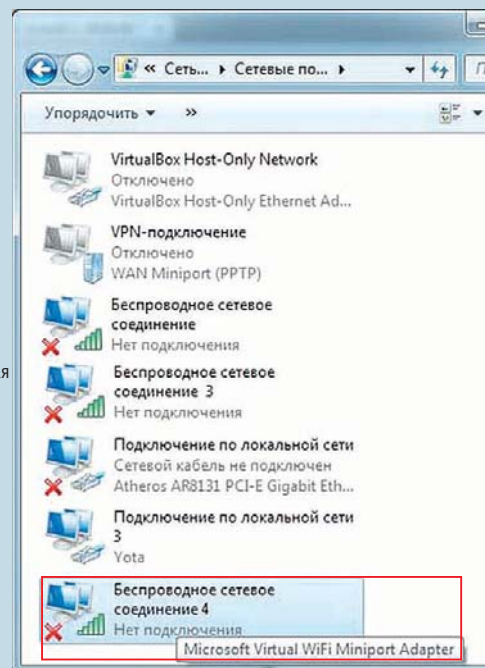 « Сеть... ▸ Сетевые по... ▸
Упорядочить ▾ »
VirtualBox Host-Only Network
Отключено
VirtualBox Host-Only Ethernet Ad...
VPN-подключение
Отключено
WAN Miniport (PPTP)
Беспроводное сетевое
соединение
Нет подключения
я
Беспроводное сетевое
соединение 3
Нет подключения
Подключение по локальной сети
Сетевой кабель не подключен
Atheros AR8131 PCI-E Gigabit Eth...
Подключение по локальной сети
3
Yota
Беспроводное сетевое
соединение 4
Нет подключения
Microsoft Virtual WiFi Miniport Adapter